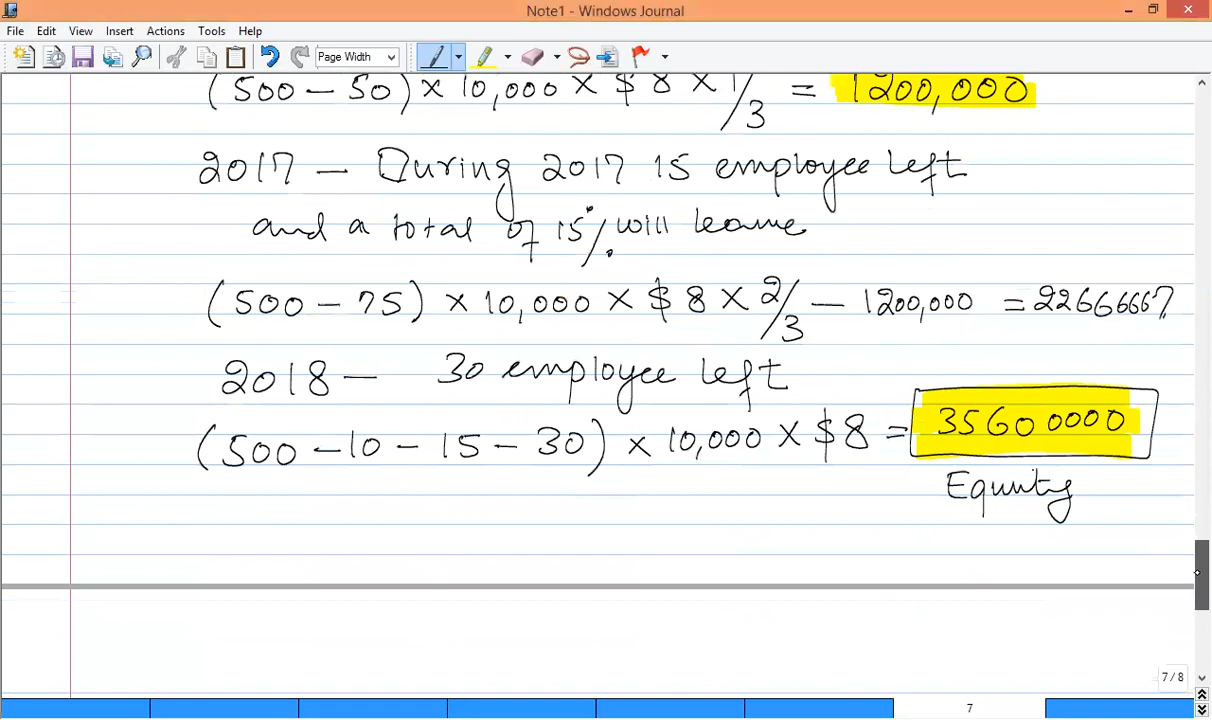 Note1 - Windows Journal
File Edit View Insert Actions Tools Help
Page Width
(500 - 50) × 10,000 × $ 8 × 1/3 = 1200,000
2017 - During 2017 15 employee left
and a total of 15% will leave
(500 - 75) × 10,000 × $ 8 × 2/3 - 1200,000 = 22666667
2018 - 30 employee left
(500 - 10 - 15 - 30) × 10,000 × $8 = 35600000
Equity
7 / 8
7